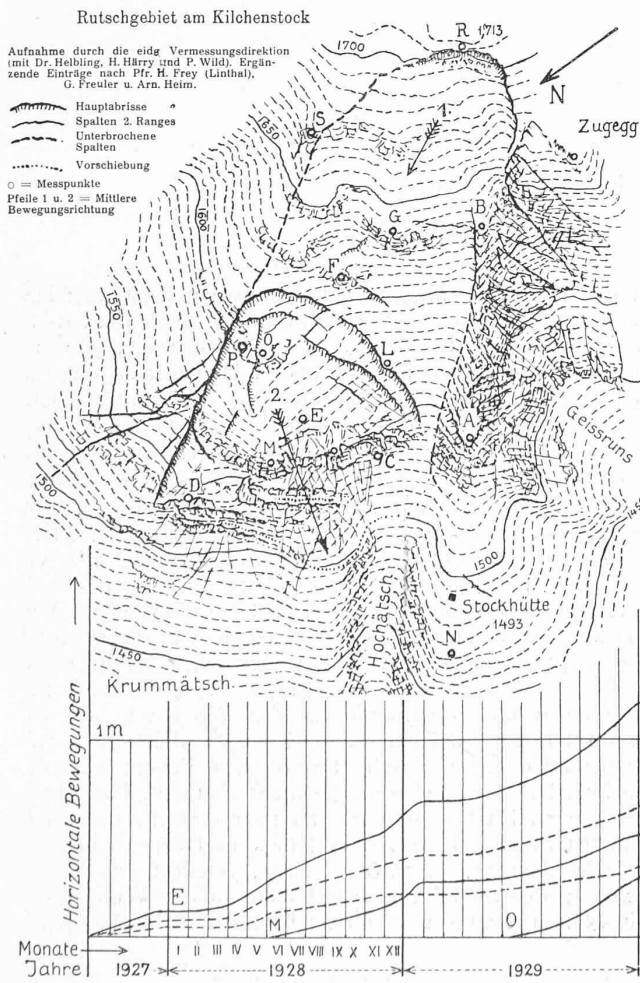 Rutschgebiet am Kilchenstock
Aufnahme durch die eidg Vermessungsdirektion
(mit Dr. Helbling, H. Härry und P. Wild). Ergän-
zende Einträge nach Pfr. H. Frey (Linthal),
G. Freuler u. Arn. Heim.
Hauptabrisse "
Spalten 2. Ranges
Unterbrochene
Spalten
Vorschiebung
○ = Messpunkte
Pfeile 1 u. 2 = Mittlere
Bewegungsrichtung
1700
R 1,713
N
Zugegg
S
1.
1650
1600
G
B
F
1550
P
O
L
2.
E
A
Geissruns
M
C
D
1500
1500
Stockhütte
1493
Hochätsch
N
1450
Krummätsch.
Horizontale Bewegungen
1m
E
M
O
Monate
I II III IV V VI VII VIII IX X XI XII
Jahre
1927 1928 1929